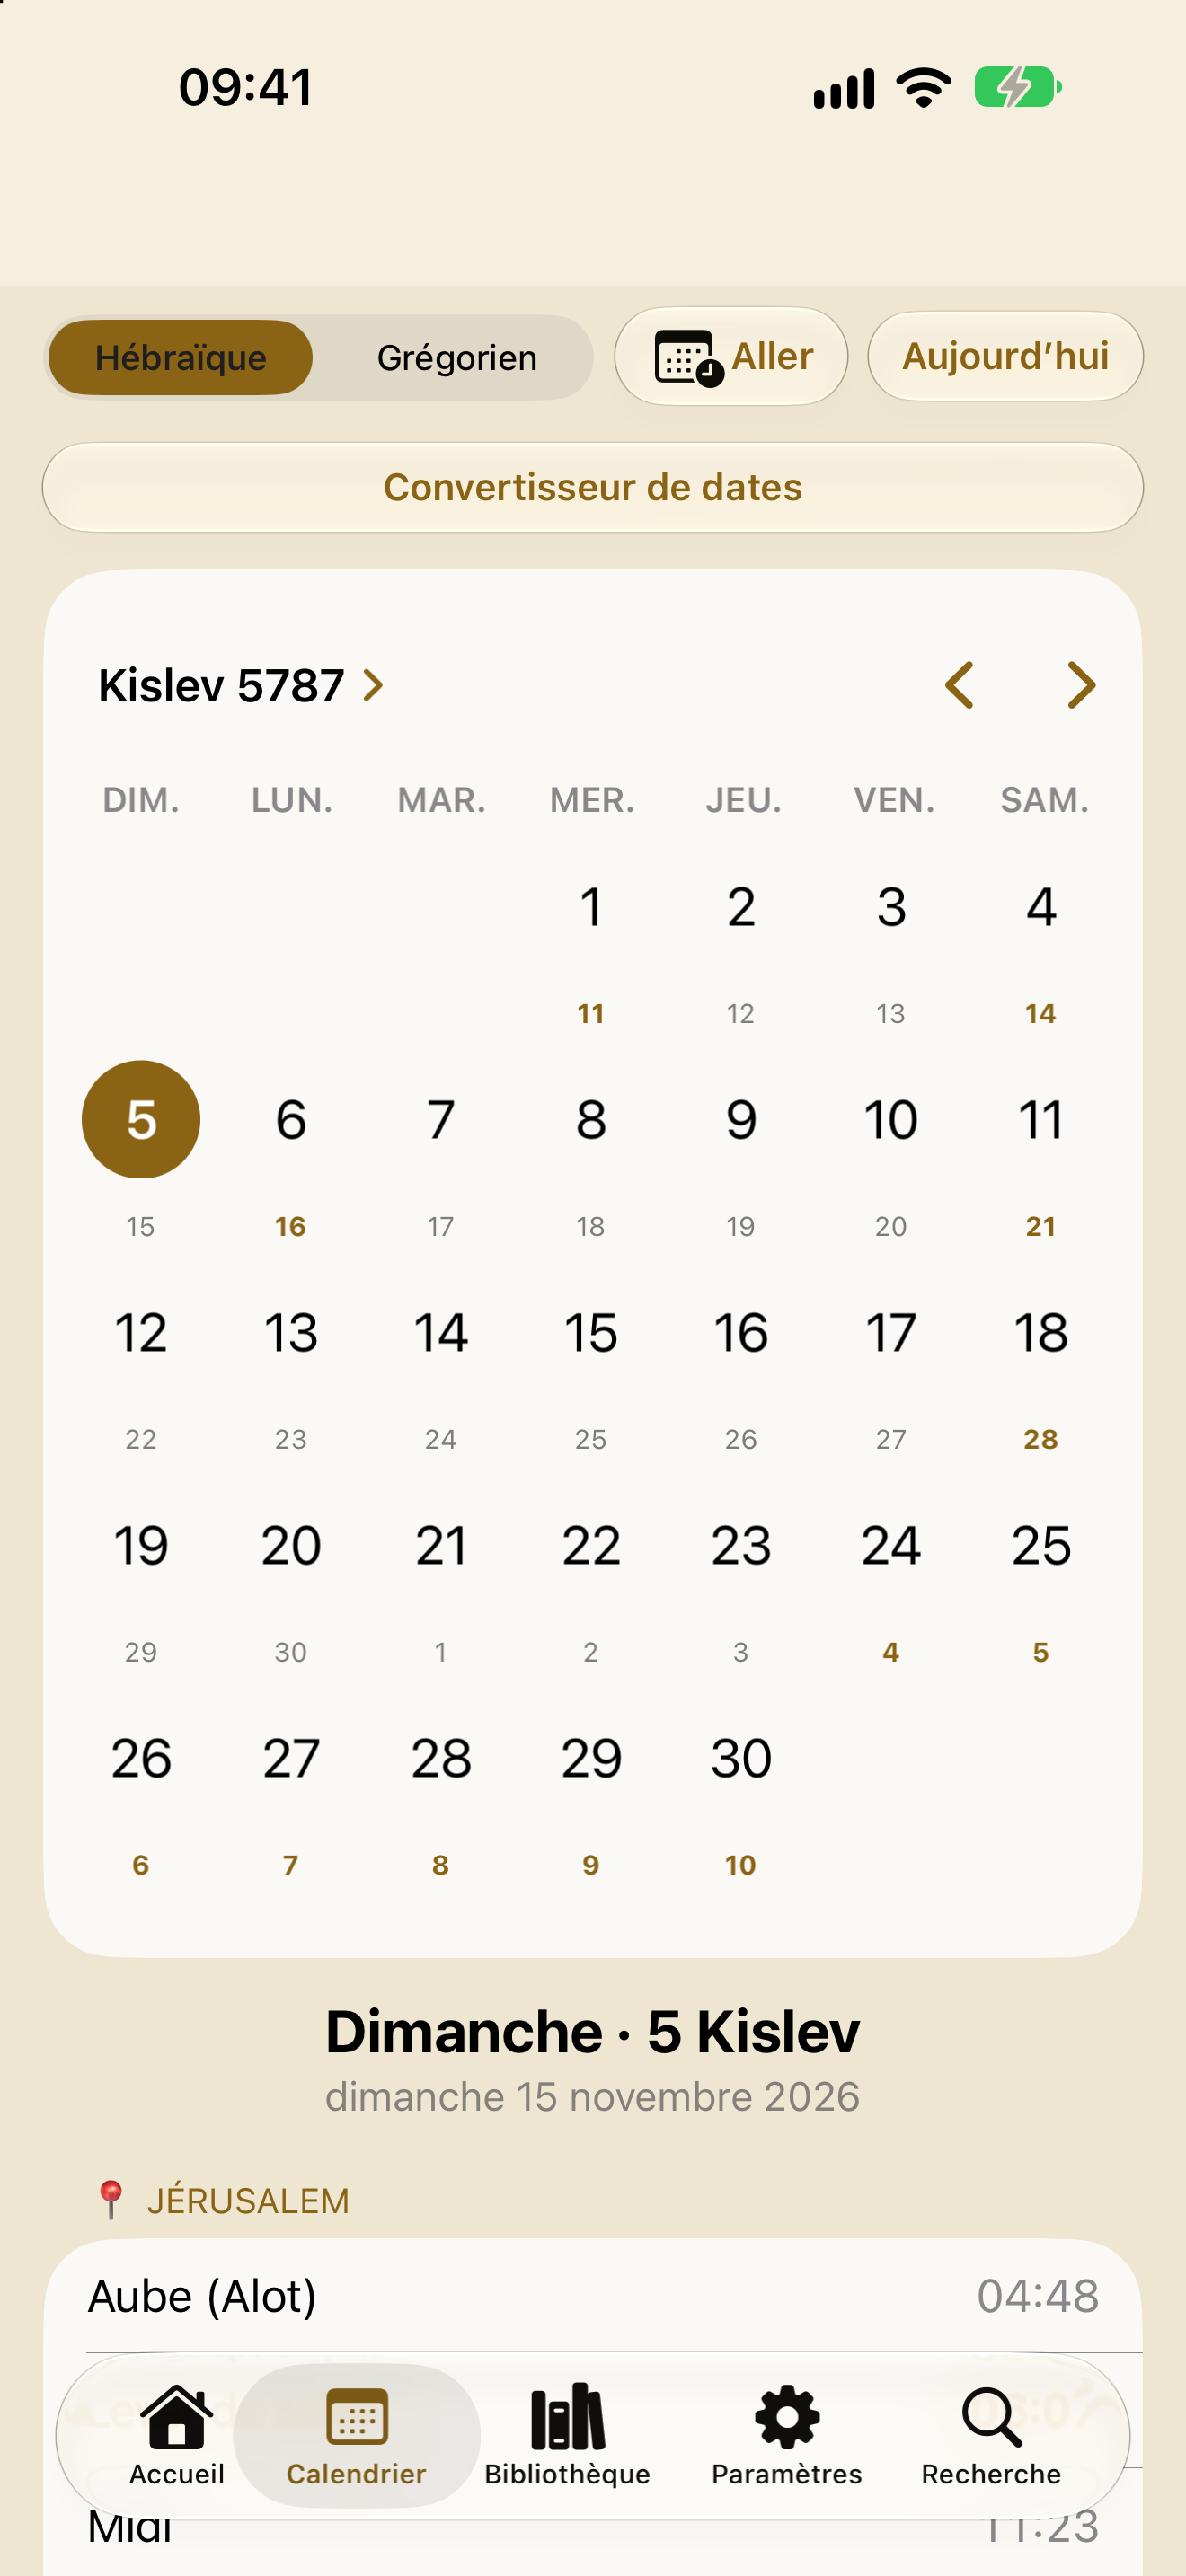 09:41
Hébraïque Grégorien Aller Aujourd’hui
Convertisseur de dates
Kislev 5787
DIM. LUN. MAR. MER. JEU. VEN. SAM.
1 2 3 4
11 12 13 14
5 6 7 8 9 10 11
15 16 17 18 19 20 21
12 13 14 15 16 17 18
22 23 24 25 26 27 28
19 20 21 22 23 24 25
29 30 1 2 3 4 5
26 27 28 29 30
6 7 8 9 10
Dimanche · 5 Kislev
dimanche 15 novembre 2026
JÉRUSALEM
Aube (Alot) 04:48
Accueil Calendrier Bibliothèque Paramètres Recherche
Midi 11:23